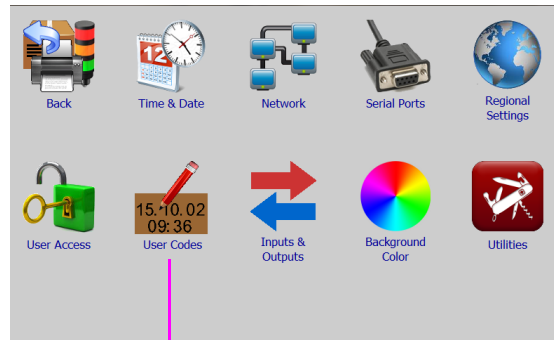 Back
Time & Date
Network
Serial Ports
Regional
Settings
12
15.10.02
09:36
User Access
User Codes
Inputs &
Outputs
Background
Color
Utilities